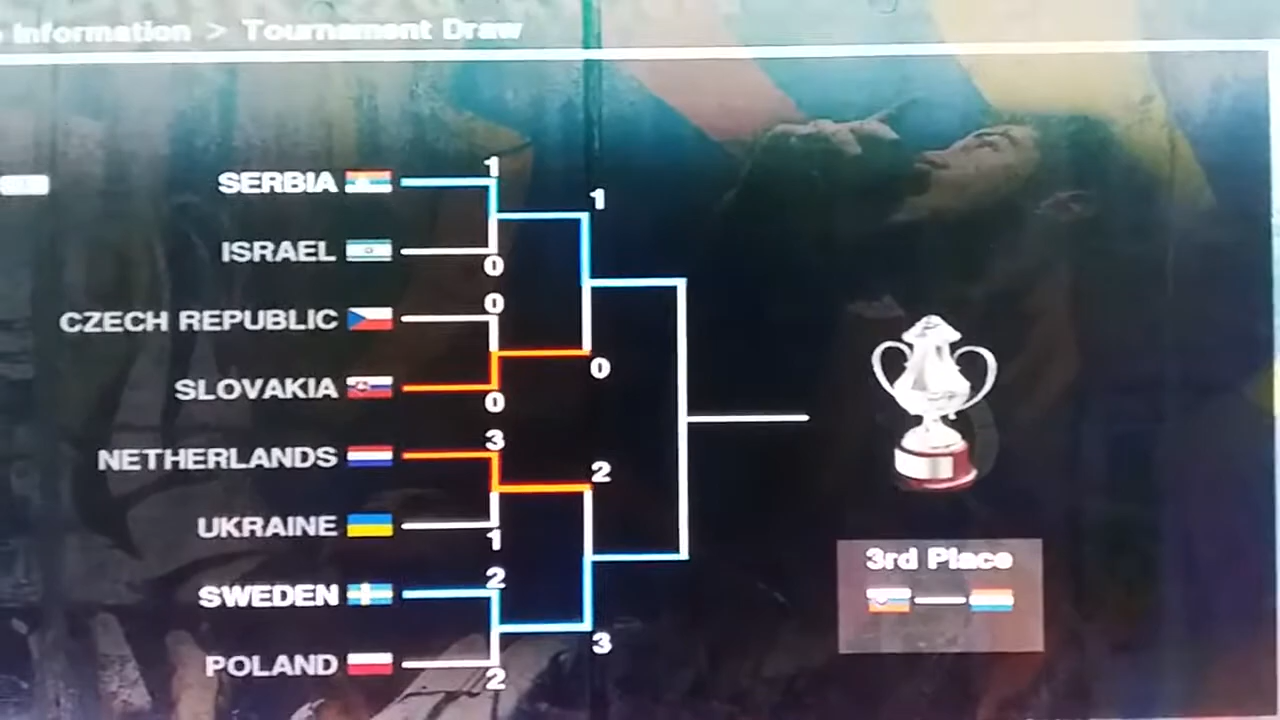 Information > Tournament Draw
SERBIA 1
1
ISRAEL 0
CZECH REPUBLIC 0
0
SLOVAKIA 0
NETHERLANDS 3
2
UKRAINE 1
SWEDEN 2
3
POLAND 2
3rd Place